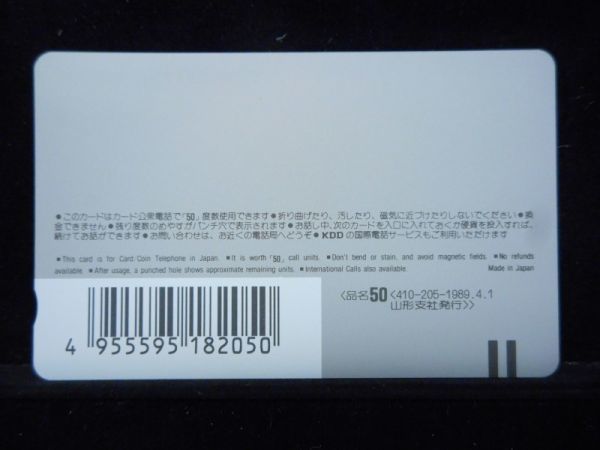 ●このカードはカード公衆電話で「50」度数使用できます●折り曲げたり、汚したり、磁気に近づけたりしないでください●換
金できません●残り度数のめやすがパンチ穴で表示されます●お話し中、次のカードを入口に入れておくか硬貨を投入すれば、
続けてお話ができます●お問い合わせは、お近くの電話局へどうぞ●KDDの国際電話サービスもご利用いただけます
■This card is for Card/Coin Telephone in Japan. ■It is worth「50」call units. ■Don't bend or stain, and avoid magnetic fields. ■No refunds
available. ■After usage, a punched hole shows approximate remaining units. ■International Calls also available. Made in Japan
〈品名50〈410-205-1989.4.1
山形支社発行〉〉
4 955595 182050